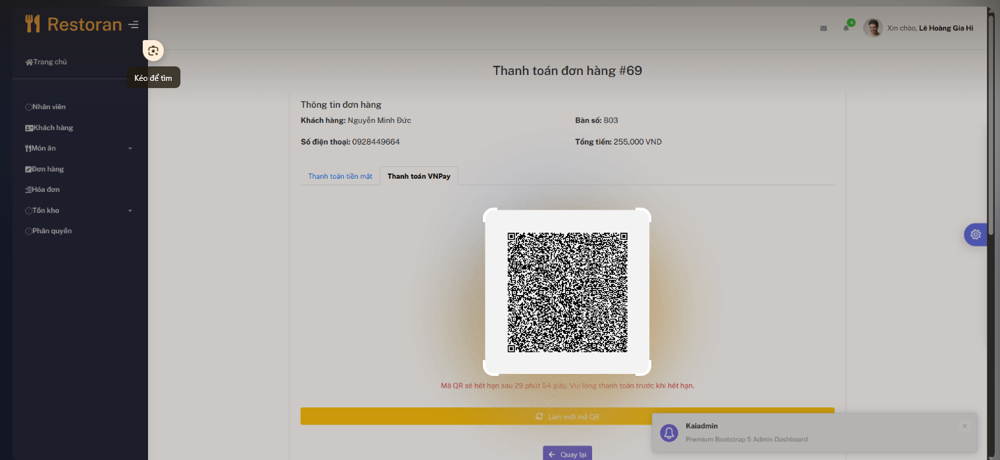 Restoran
4
Xin chào, Lê Hoàng Gia Hi
Trang chủ
Kéo để tìm
Nhân viên
Khách hàng
Món ăn
Đơn hàng
Hóa đơn
Tồn kho
Phân quyền
Thanh toán đơn hàng #69
Thông tin đơn hàng
Khách hàng: Nguyễn Minh Đức
Bàn số: B03
Số điện thoại: 0928449664
Tổng tiền: 255,000 VND
Thanh toán tiền mặt
Thanh toán VNPay
Mã QR sẽ hết hạn sau 29 phút 54 giây. Vui lòng thanh toán trước khi hết hạn.
Làm mới mã QR
Quay lại
Kaiadmin
Premium Bootstrap 5 Admin Dashboard